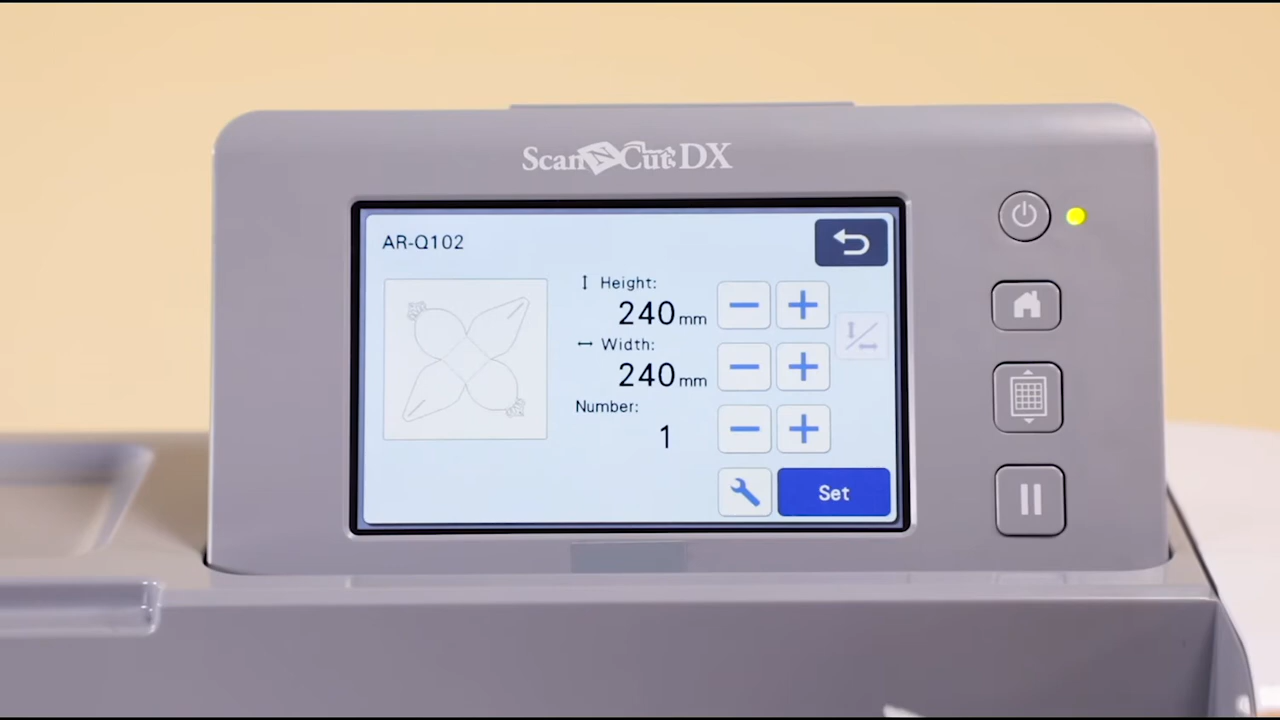 ScanNCut DX
AR-Q102
Height:
240 mm
Width:
240 mm
Number:
1
Set